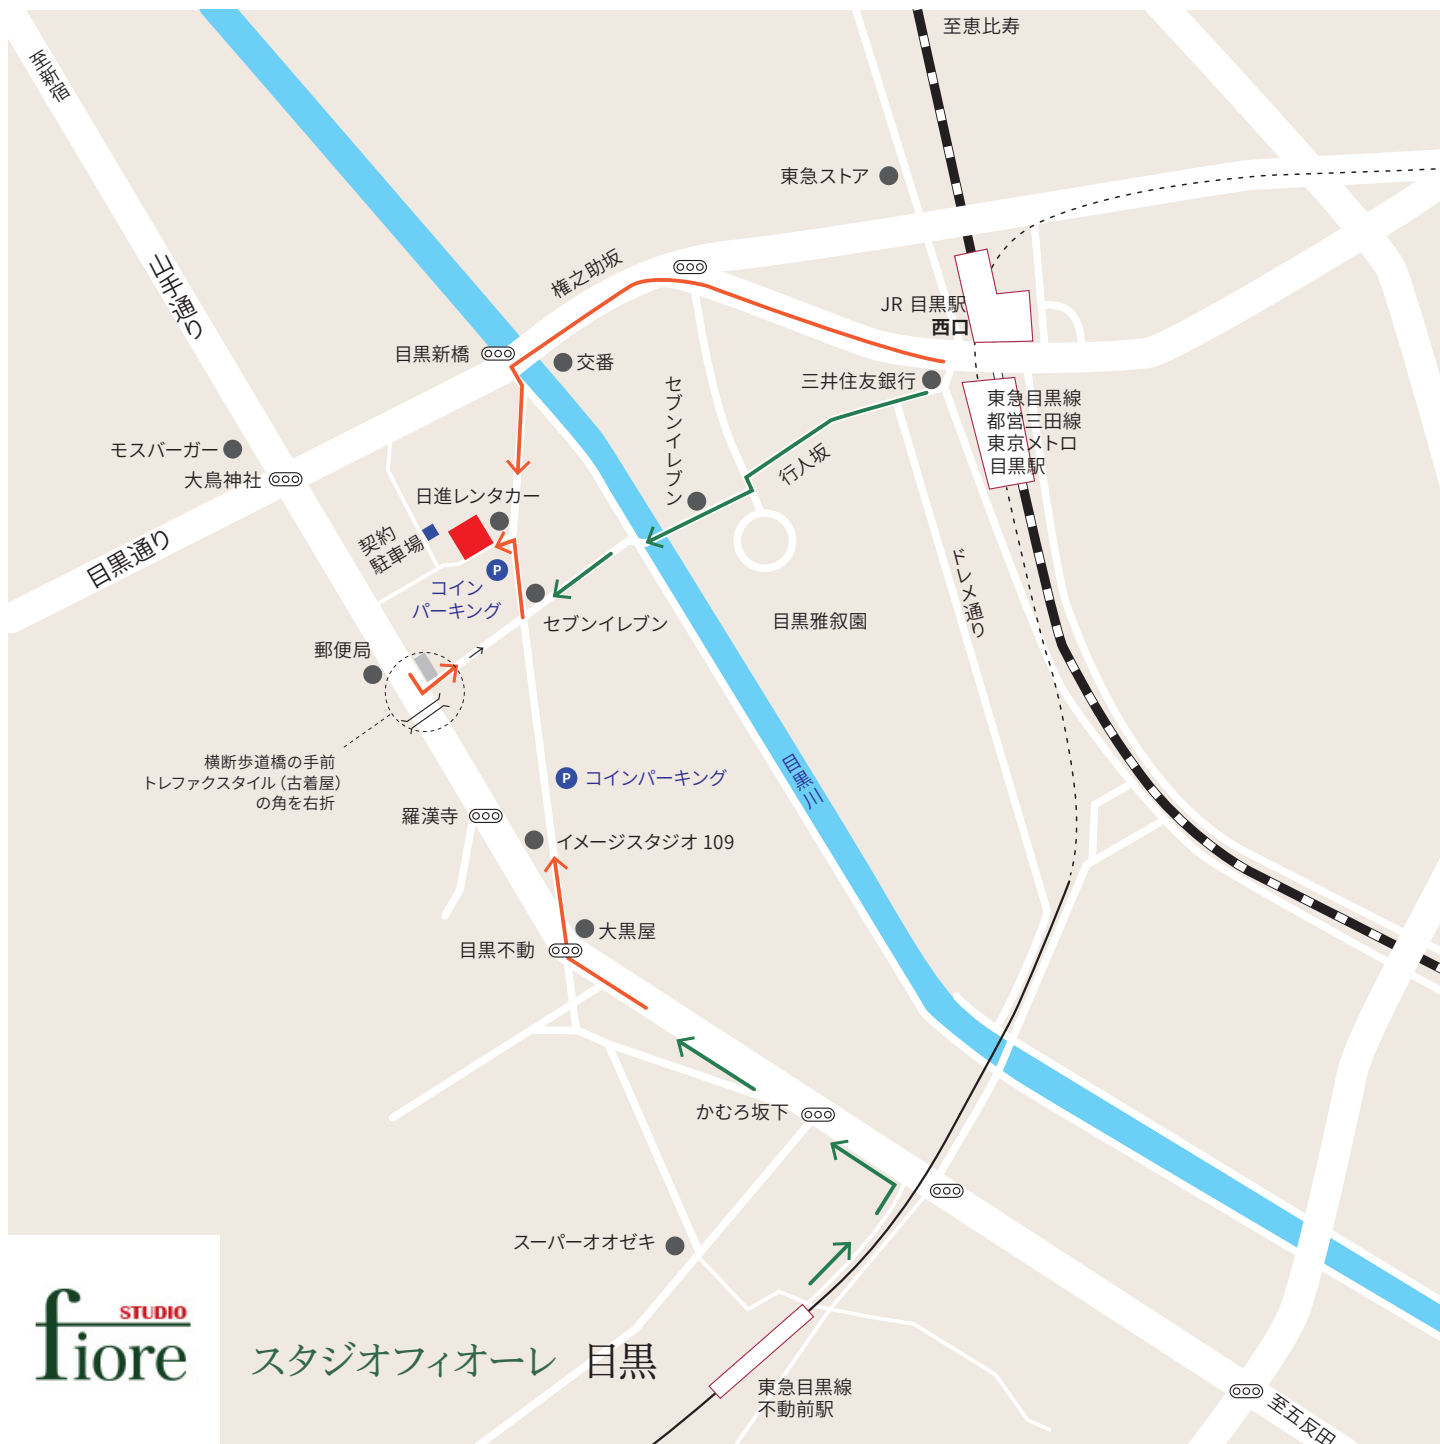 至恵比寿
至新宿
東急ストア
山手通り
権之助坂
JR 目黒駅
西口
目黒新橋
交番
三井住友銀行
セブンイレブン
東急目黒線
都営三田線
東京メトロ
目黒駅
モスバーガー
大鳥神社
行人坂
日進レンタカー
契約
駐車場
目黒通り
P
コイン
パーキング
セブンイレブン
目黒雅叙園
ドレメ通り
郵便局
横断歩道橋の手前
トレファクスタイル（古着屋）
の角を右折
P
コインパーキング
目黒川
羅漢寺
イメージスタジオ 109
大黒屋
目黒不動
かむろ坂下
スーパーオオゼキ
STUDIO
fiore
スタジオフィオーレ 目黒
東急目黒線
不動前駅
至五反田